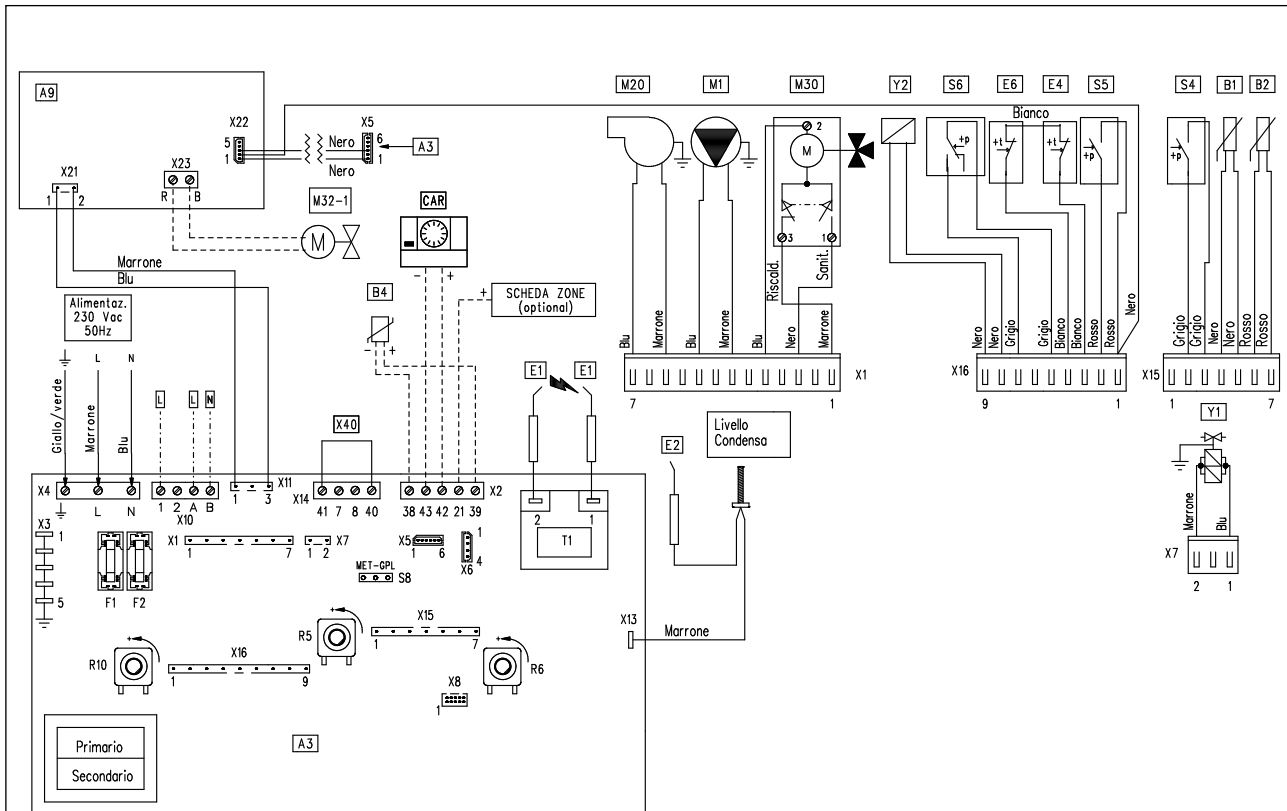 A9
X22
5
1
Nero
Nero
X5
6
1
A3
X21
1
2
X23
R
B
M32-1
M
Marrone
Blu
CAR
-
+
B4
-
+
+
SCHEDA ZONE
(optional)
Alimentaz.
230 Vac
50Hz
L
N
Giallo/verde
Marrone
Blu
L
L
N
X40
E1
E1
M20
M1
M30
Y2
S6
E6
E4
S5
S4
B1
B2
Bianco
2
M
3
1
+p
+t
+t
+p
+p
Riscald.
Sanit.
Blu
Marrone
Blu
Marrone
Blu
Nero
Marrone
X1
7
1
Nero
Nero
Grigio
Grigio
Bianco
Bianco
Rosso
Rosso
Nero
X16
9
1
Grigio
Grigio
Nero
Nero
Rosso
Rosso
X15
1
7
Y1
Marrone
Blu
X7
2
1
E2
Livello
Condensa
X4
L
N
1
2
A
B
X10
1
3
X11
X14
41
7
8
40
38
43
42
21
39
X2
2
1
T1
X3
1
5
F1
F2
X1
1
7
1
2
X7
X5
1
6
1
4
X6
MET-GPL
S8
X13
Marrone
R10
+
X16
1
9
R5
+
X15
1
7
+
R6
X8
1
Primario
Secondario
A3